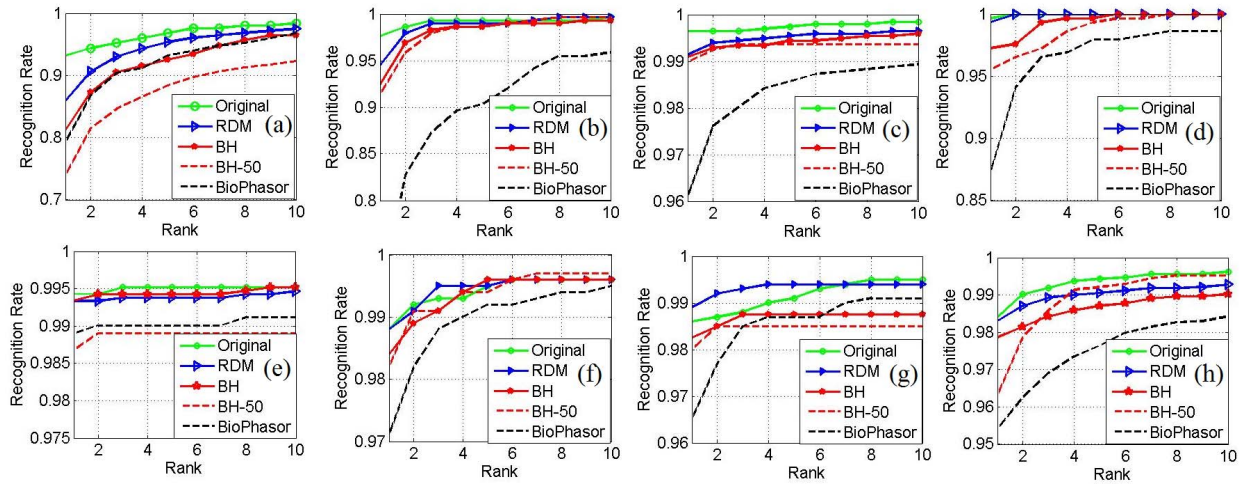 Recognition Rate
1
0.9
0.8
0.7
Original
RDM
BH
BH-50
BioPhasor
(a)
2
4
6
8
10
Rank
Recognition Rate
1
0.95
0.9
0.85
0.8
Original
RDM
BH
BH-50
BioPhasor
(b)
2
4
6
8
10
Rank
Recognition Rate
1
0.99
0.98
0.97
0.96
Original
RDM
BH
BH-50
BioPhasor
(c)
2
4
6
8
10
Rank
Recognition Rate
1
0.95
0.9
0.85
Original
RDM
BH
BH-50
BioPhasor
(d)
2
4
6
8
10
Rank
Recognition Rate
1
0.995
0.99
0.985
0.98
0.975
Original
RDM
BH
BH-50
BioPhasor
(e)
2
4
6
8
10
Rank
Recognition Rate
1
0.99
0.98
0.97
Original
RDM
BH
BH-50
BioPhasor
(f)
2
4
6
8
10
Rank
Recognition Rate
1
0.99
0.985
0.97
0.96
Original
RDM
BH
BH-50
BioPhasor
(g)
2
4
6
8
10
Rank
Recognition Rate
1
0.99
0.98
0.97
0.96
0.95
Original
RDM
BH
BH-50
BioPhasor
(h)
2
4
6
8
10
Rank